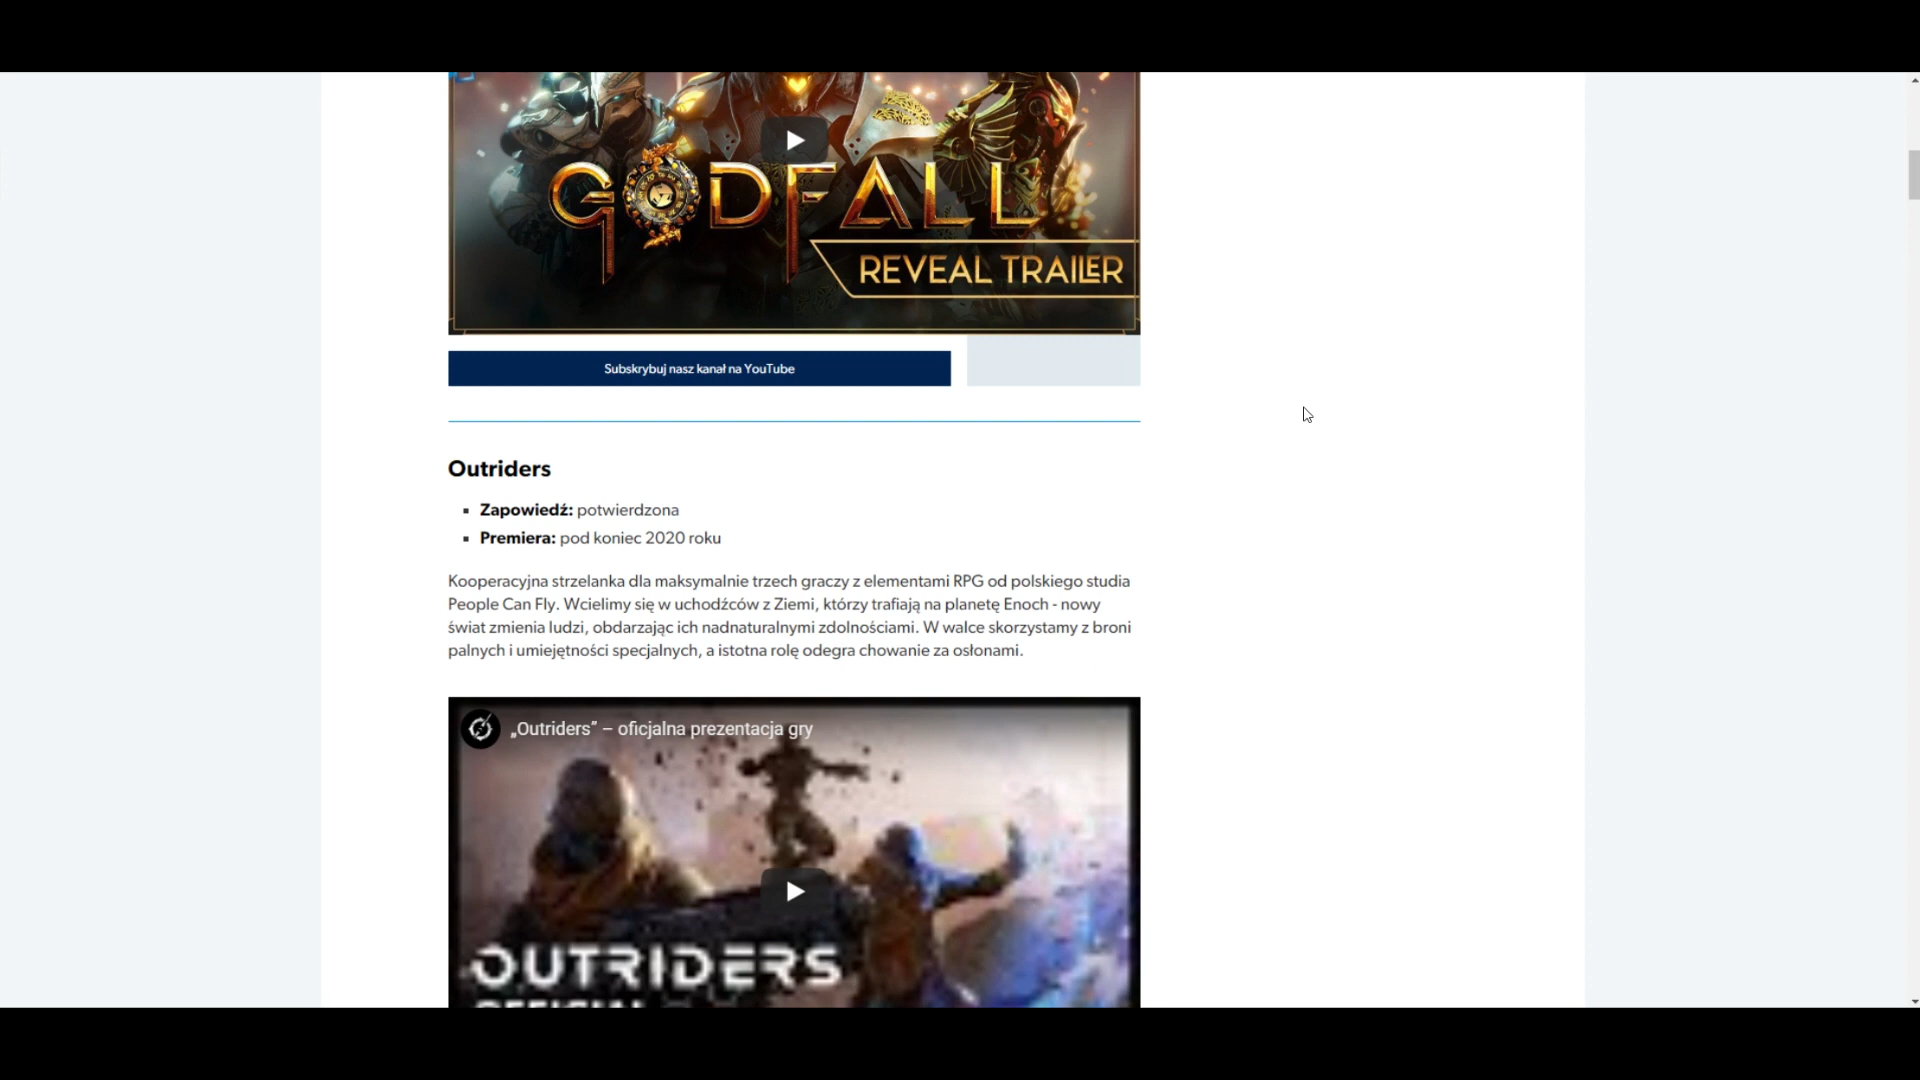 GODFALL
REVEAL TRAILER
Subskrybuj nasz kanał na YouTube
Outriders
Zapowiedź: potwierdzona
Premiera: pod koniec 2020 roku
Kooperacyjna strzelanka dla maksymalnie trzech graczy z elementami RPG od polskiego studia
People Can Fly. Wcielimy się w uchodźców z Ziemi, którzy trafiają na planetę Enoch - nowy
świat zmienia ludzi, obdarzając ich nadnaturalnymi zdolnościami. W walce skorzystamy z broni
palnych i umiejętności specjalnych, a istotna rolę odegra chowanie za osłonami.
„Outriders” – oficjalna prezentacja gry
OUTRIDERS